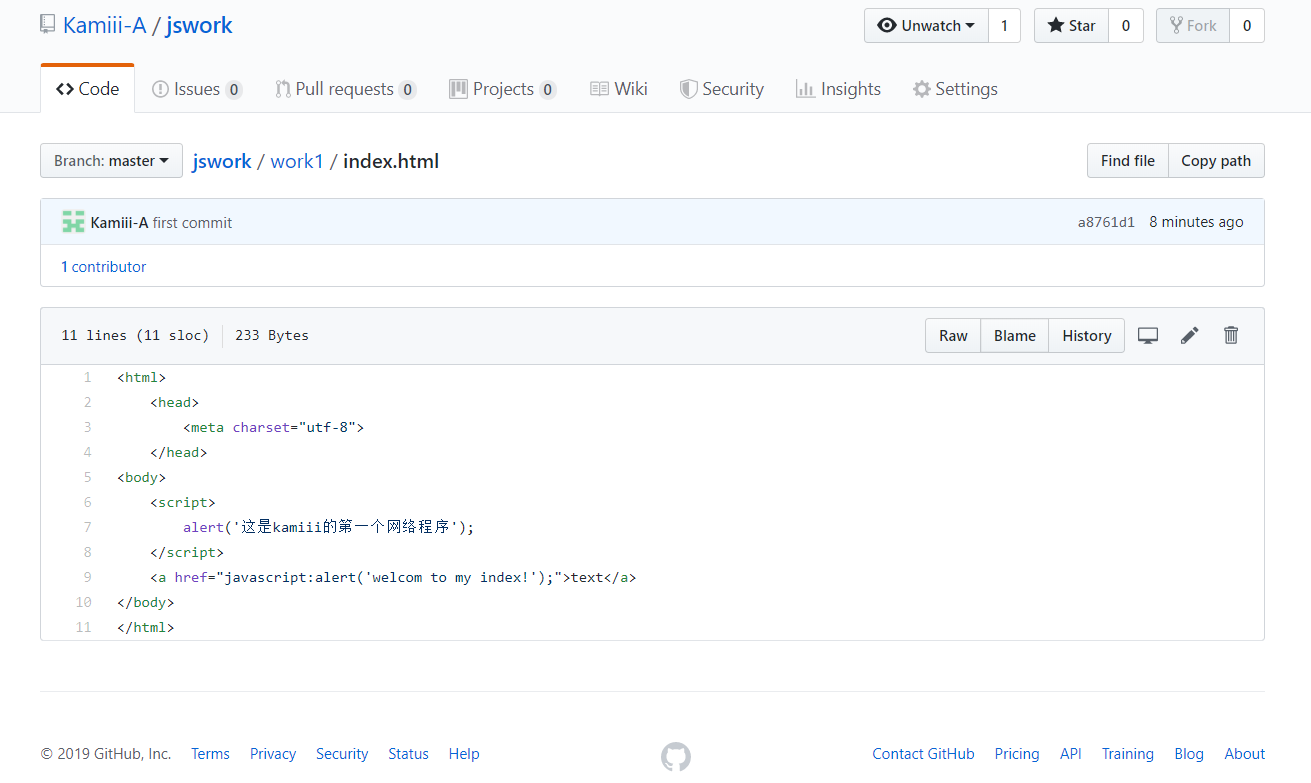 Kamiii-A / jswork Unwatch 1 Star 0 Fork 0
Code Issues 0 Pull requests 0 Projects 0 Wiki Security Insights Settings
Branch: master jswork / work1 / index.html Find file Copy path
Kamiii-A first commit a8761d1 8 minutes ago
1 contributor
11 lines (11 sloc) 233 Bytes Raw Blame History
1 <html>
2 <head>
3 <meta charset="utf-8">
4 </head>
5 <body>
6 <script>
7 alert('这是kamiii的第一个网络程序');
8 </script>
9 <a href="javascript:alert('welcom to my index!');">text</a>
10 </body>
11 </html>
© 2019 GitHub, Inc. Terms Privacy Security Status Help Contact GitHub Pricing API Training Blog About